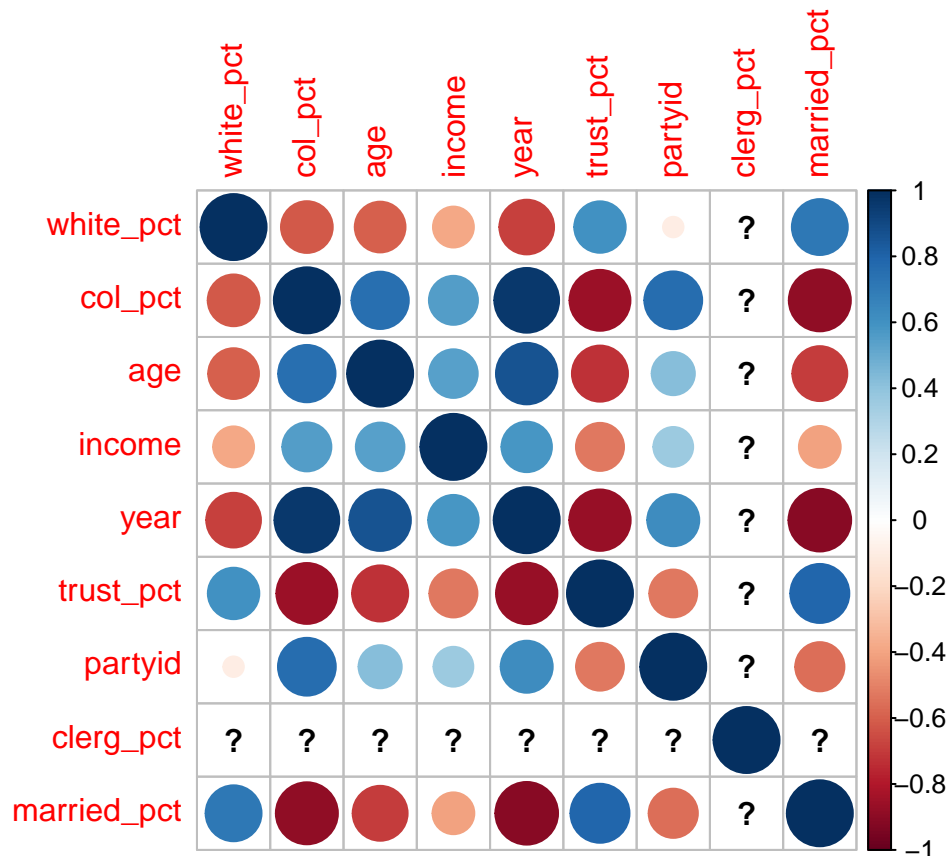 white_pct
col_pct
age
income
year
trust_pct
partyid
clerg_pct
married_pct
white_pct ? 1
0.8
col_pct ?
0.6
age ?
0.4
income ? 0.2
year ? 0
−0.2
trust_pct ?
−0.4
partyid ?
−0.6
clerg_pct ? ? ? ? ? ? ? ?
−0.8
married_pct ?
−1